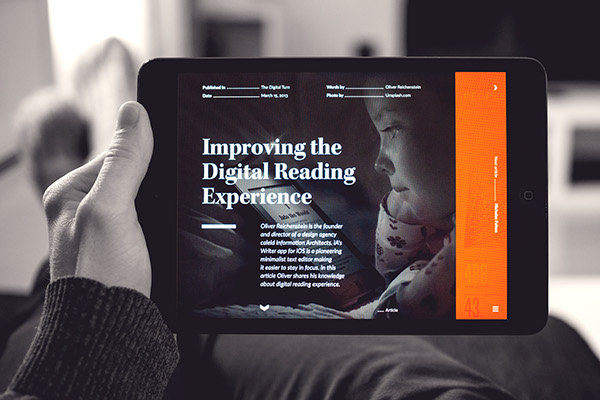 Published In The Digital Turn
Words by Oliver Reichenstein
Date March 15, 2013
Photo by Unsplash.com
Improving the
Digital Reading
Experience
Oliver Reichenstein is the founder
and director of a design agency
caleld Information Architects. iA's
Writer app for iOS is a pioneering
minimalist text editor making
it easier to stay in focus. In this
article Oliver shares his knowledge
about digital reading experience.
Article
Next article
43